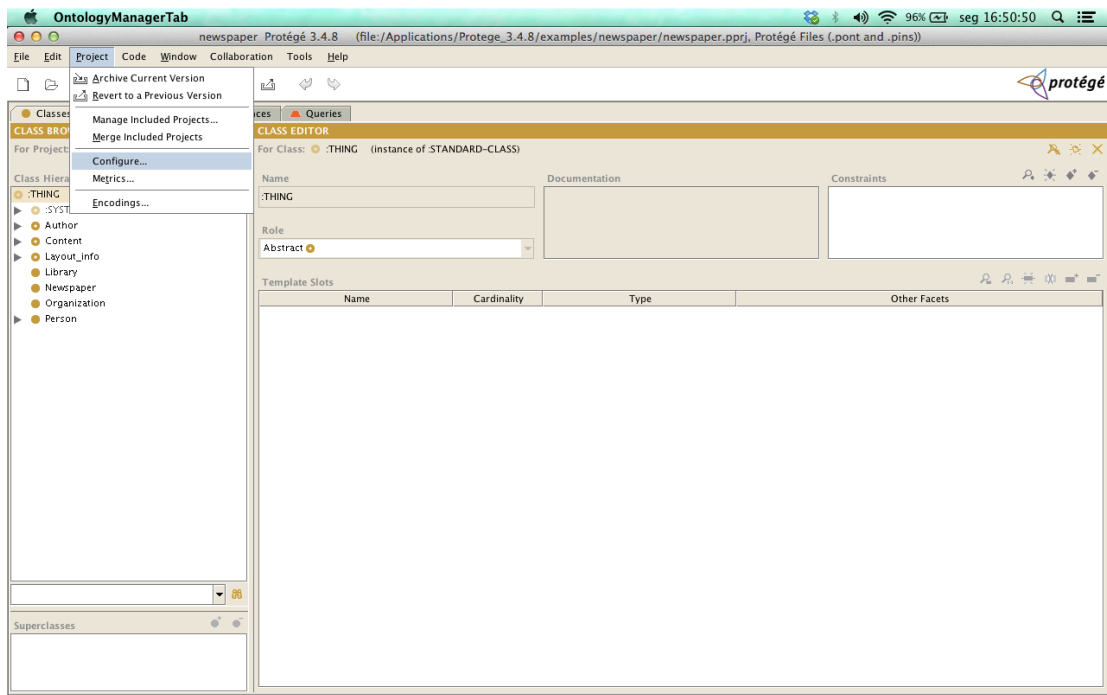 OntologyManagerTab 96% seg 16:50:50
newspaper Protégé 3.4.8 (file:/Applications/Protege_3.4.8/examples/newspaper/newspaper.pprj, Protégé Files (.pont and .pins))
File Edit Project Code Window Collaboration Tools Help
Archive Current Version
Revert to a Previous Version
Manage Included Projects...
Merge Included Projects
Configure...
Metrics...
Encodings...
protégé
Classes Queries
CLASS EDITOR
For Project:
For Class: :THING (instance of :STANDARD-CLASS)
Class Hiera
Name Documentation Constraints
:THING
:THING
:SYST
Author
Content
Layout_info
Library
Newspaper
Organization
Person
Role
Abstract
Template Slots
Name Cardinality Type Other Facets
Superclasses